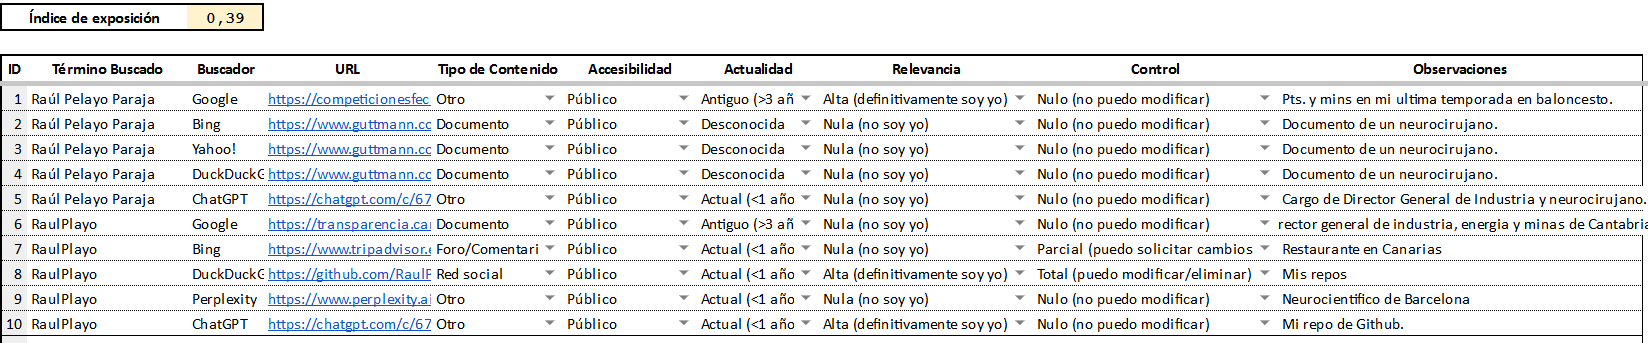 Índice de exposición 0,39
ID Término Buscado Buscador URL Tipo de Contenido Accesibilidad Actualidad Relevancia Control Observaciones
1 Raúl Pelayo Paraja Google https://competicionesfec Otro Público Antiguo (>3 añ Alta (definitivamente soy yo) Nulo (no puedo modificar) Pts. y mins en mi ultima temporada en baloncesto.
2 Raúl Pelayo Paraja Bing https://www.guttmann.cc Documento Público Desconocida Nula (no soy yo) Nulo (no puedo modificar) Documento de un neurocirujano.
3 Raúl Pelayo Paraja Yahoo! https://www.guttmann.cc Documento Público Desconocida Nula (no soy yo) Nulo (no puedo modificar) Documento de un neurocirujano.
4 Raúl Pelayo Paraja DuckDuckG https://www.guttmann.cc Documento Público Desconocida Nula (no soy yo) Nulo (no puedo modificar) Documento de un neurocirujano.
5 Raúl Pelayo Paraja ChatGPT https://chatgpt.com/c/67 Otro Público Actual (<1 año Nula (no soy yo) Nulo (no puedo modificar) Cargo de Director General de Industria y neurocirujano.
6 RaulPlayo Google https://transparencia.cai Documento Público Antiguo (>3 añ Nula (no soy yo) Nulo (no puedo modificar) rector general de industria, energia y minas de Cantabria
7 RaulPlayo Bing https://www.tripadvisor.e Foro/Comentari Público Actual (<1 año Nula (no soy yo) Parcial (puedo solicitar cambios Restaurante en Canarias
8 RaulPlayo DuckDuckG https://github.com/RaulP Red social Público Actual (<1 año Alta (definitivamente soy yo) Total (puedo modificar/eliminar) Mis repos
9 RaulPlayo Perplexity https://www.perplexity.ai Otro Público Actual (<1 año Nula (no soy yo) Nulo (no puedo modificar) Neurocientifico de Barcelona
10 RaulPlayo ChatGPT https://chatgpt.com/c/67 Otro Público Actual (<1 año Alta (definitivamente soy yo) Nulo (no puedo modificar) Mi repo de Github.